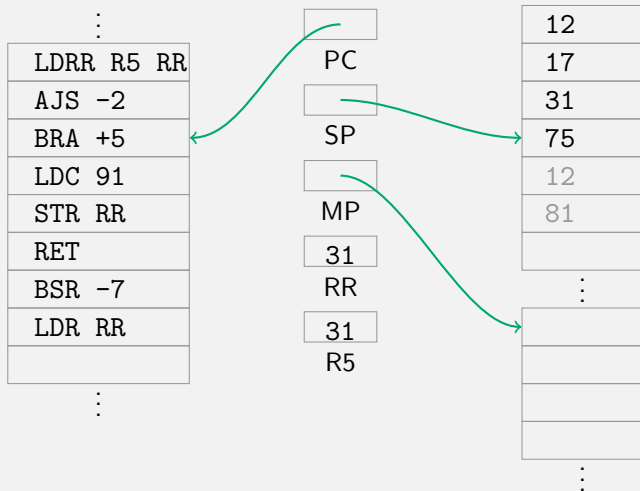 LDRR R5 RR
AJS -2
BRA +5
LDC 91
STR RR
RET
BSR -7
LDR RR
PC
SP
MP
31
RR
31
R5
12
17
31
75
12
81